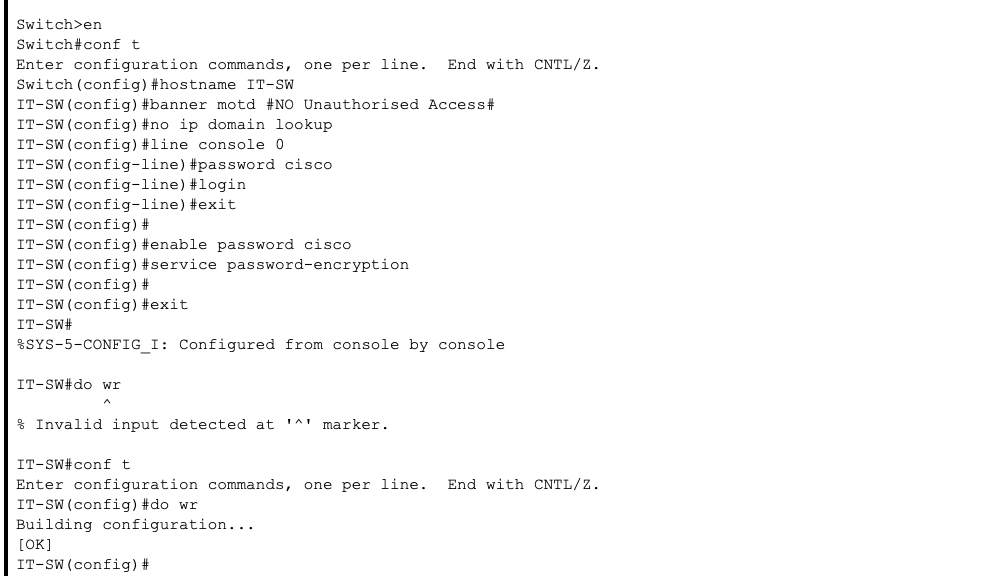 Switch>en
Switch#conf t
Enter configuration commands, one per line.  End with CNTL/Z.
Switch(config)#hostname IT-SW
IT-SW(config)#banner motd #NO Unauthorised Access#
IT-SW(config)#no ip domain lookup
IT-SW(config)#line console 0
IT-SW(config-line)#password cisco
IT-SW(config-line)#login
IT-SW(config-line)#exit
IT-SW(config)#
IT-SW(config)#enable password cisco
IT-SW(config)#service password-encryption
IT-SW(config)#
IT-SW(config)#exit
IT-SW#
%SYS-5-CONFIG_I: Configured from console by console

IT-SW#do wr
         ^
% Invalid input detected at '^' marker.

IT-SW#conf t
Enter configuration commands, one per line.  End with CNTL/Z.
IT-SW(config)#do wr
Building configuration...
[OK]
IT-SW(config)#